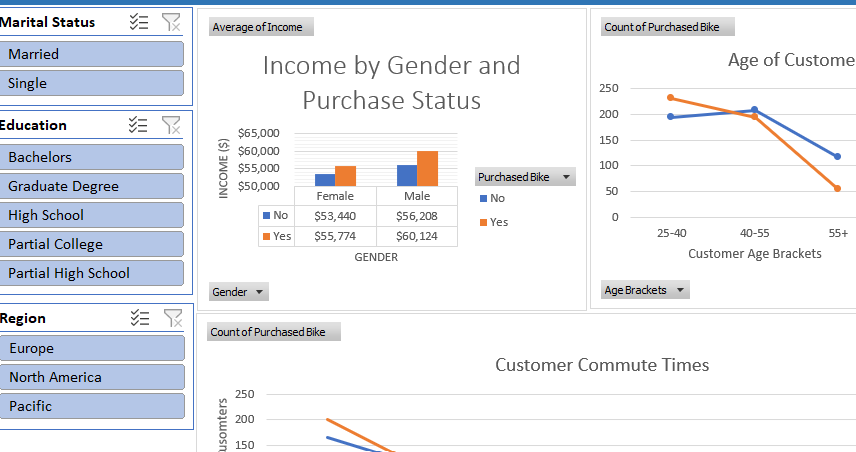 Marital Status
Married
Single
Education
Bachelors
Graduate Degree
High School
Partial College
Partial High School
Region
Europe
North America
Pacific
Average of Income
Income by Gender and
Purchase Status
INCOME ($)
$65,000
$60,000
$55,000
$50,000
Female Male
No $53,440 $56,208
Yes $55,774 $60,124
GENDER
Purchased Bike
No
Yes
Gender
Count of Purchased Bike
Age of Custome
250
200
150
100
50
0
25-40 40-55 55+
Customer Age Brackets
Age Brackets
Count of Purchased Bike
Customer Commute Times
usomters
250
200
150